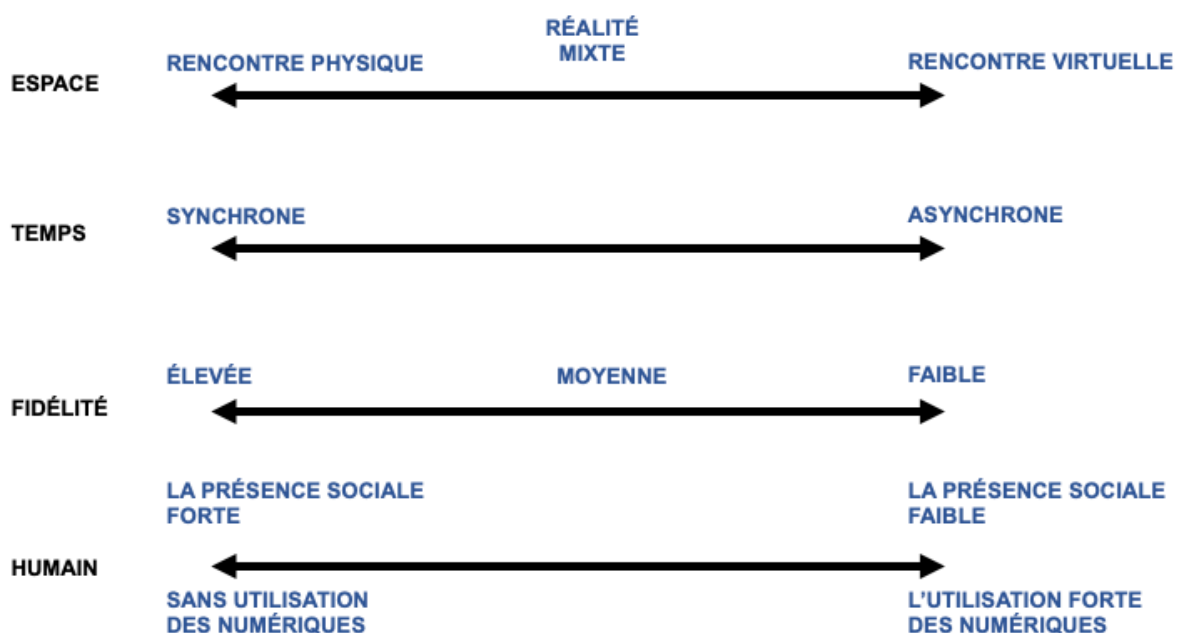 RÉALITÉ
MIXTE
RENCONTRE PHYSIQUE
RENCONTRE VIRTUELLE
ESPACE
SYNCHRONE
ASYNCHRONE
TEMPS
ÉLEVÉE
MOYENNE
FAIBLE
FIDÉLITÉ
LA PRÉSENCE SOCIALE
FORTE
LA PRÉSENCE SOCIALE
FAIBLE
HUMAIN
SANS UTILISATION
DES NUMÉRIQUES
L’UTILISATION FORTE
DES NUMÉRIQUES